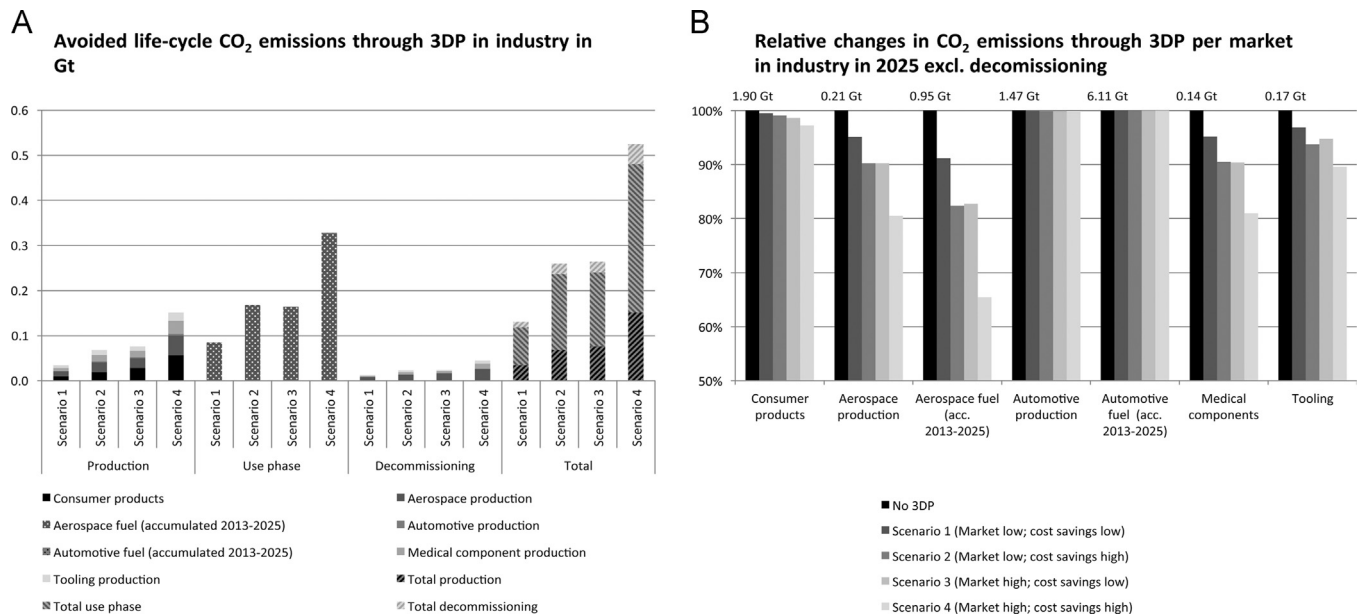 A
Avoided life-cycle CO₂ emissions through 3DP in industry in
Gt
0.6
0.5
0.4
0.3
0.2
0.1
0.0
Scenario 1
Scenario 2
Scenario 3
Scenario 4
Scenario 1
Scenario 2
Scenario 3
Scenario 4
Scenario 1
Scenario 2
Scenario 3
Scenario 4
Scenario 1
Scenario 2
Scenario 3
Scenario 4
Production
Use phase
Decommissioning
Total
Consumer products
Aerospace production
Aerospace fuel (accumulated 2013-2025)
Automotive production
Automotive fuel (accumulated 2013-2025)
Medical component production
Tooling production
Total production
Total use phase
Total decommissioning
B
Relative changes in CO₂ emissions through 3DP per market
in industry in 2025 excl. decomissioning
1.90 Gt
0.21 Gt
0.95 Gt
1.47 Gt
6.11 Gt
0.14 Gt
0.17 Gt
100%
90%
80%
70%
60%
50%
Consumer
products
Aerospace
production
Aerospace fuel
(acc.
2013-2025)
Automotive
production
Automotive
fuel (acc.
2013-2025)
Medical
components
Tooling
No 3DP
Scenario 1 (Market low; cost savings low)
Scenario 2 (Market low; cost savings high)
Scenario 3 (Market high; cost savings low)
Scenario 4 (Market high; cost savings high)